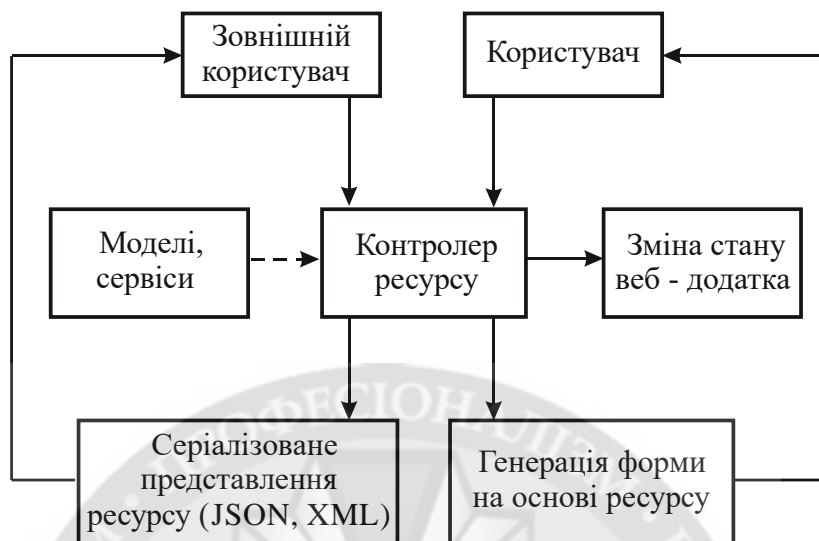 Зовнішній
користувач
Користувач
Моделі,
сервіси
Контролер
ресурсу
Зміна стану
веб - додатка
Серіалізоване
представлення
ресурсу (JSON, XML)
Генерація форми
на основі ресурсу
ПРОФЕСІОНАЛІЗМ